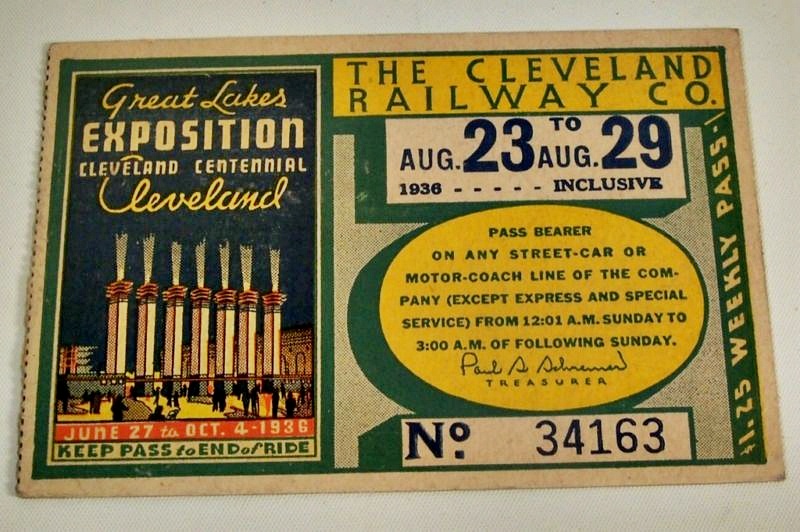 Great Lakes
EXPOSITION
CLEVELAND CENTENNIAL
Cleveland
JUNE 27 to OCT. 4-1936
KEEP PASS to END of RIDE
THE CLEVELAND
RAILWAY CO.
AUG. 23 TO AUG. 29
1936 - - - - - INCLUSIVE
PASS BEARER
ON ANY STREET-CAR OR
MOTOR-COACH LINE OF THE COM-
PANY (EXCEPT EXPRESS AND SPECIAL
SERVICE) FROM 12:01 A.M. SUNDAY TO
3:00 A.M. OF FOLLOWING SUNDAY.
TREASURER
No. 34163
$1.25 WEEKLY PASS-